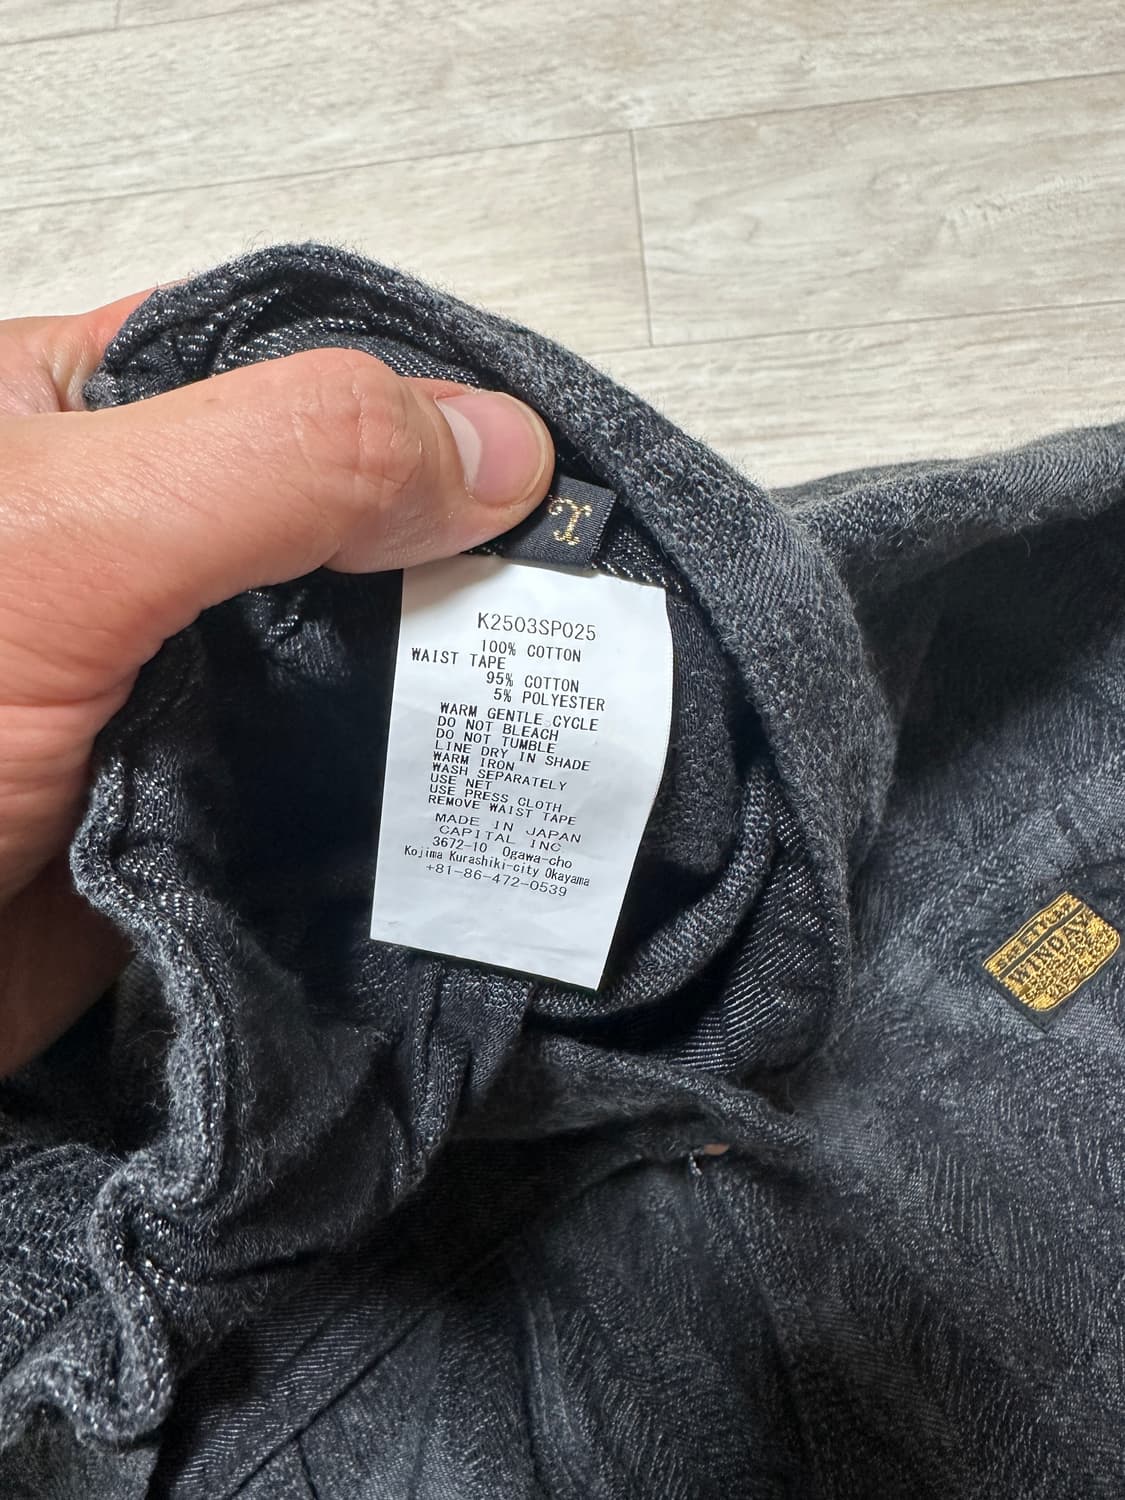 K2503SP025
100% COTTON
WAIST TAPE
95% COTTON
5% POLYESTER
WARM GENTLE CYCLE
DO NOT BLEACH
DO NOT TUMBLE
LINE DRY IN SHADE
WARM IRON
WASH SEPARATELY
USE NET
USE PRESS CLOTH
REMOVE WAIST TAPE
MADE IN JAPAN
CAPITAL INC
3672-10 Ogawa-cho
Kojima Kurashiki-city Okayama
+81-86-472-0539
WINDAY